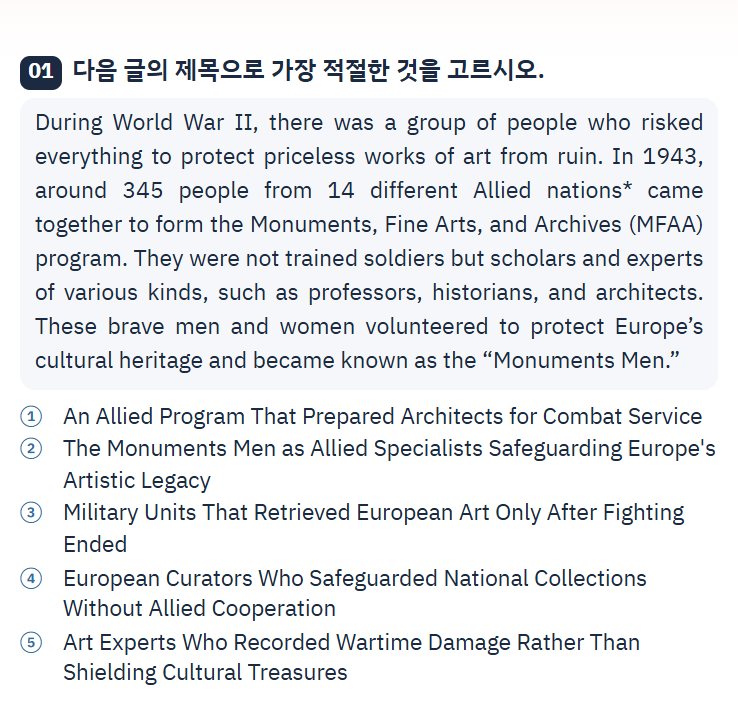 01 다음 글의 제목으로 가장 적절한 것을 고르시오.
During World War II, there was a group of people who risked
everything to protect priceless works of art from ruin. In 1943,
around 345 people from 14 different Allied nations* came
together to form the Monuments, Fine Arts, and Archives (MFAA)
program. They were not trained soldiers but scholars and experts
of various kinds, such as professors, historians, and architects.
These brave men and women volunteered to protect Europe’s
cultural heritage and became known as the “Monuments Men.”
① An Allied Program That Prepared Architects for Combat Service
② The Monuments Men as Allied Specialists Safeguarding Europe's
Artistic Legacy
③ Military Units That Retrieved European Art Only After Fighting
Ended
④ European Curators Who Safeguarded National Collections
Without Allied Cooperation
⑤ Art Experts Who Recorded Wartime Damage Rather Than
Shielding Cultural Treasures